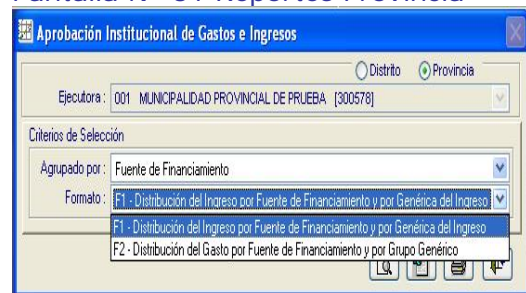 Aprobación Institucional de Gastos e Ingresos
Distrito Provincia
Ejecutora : 001 MUNICIPALIDAD PROVINCIAL DE PRUEBA [300578]
Criterios de Selección
Agrupado por : Fuente de Financiamiento
Formato : F1 - Distribución del Ingreso por Fuente de Financiamiento y por Genérica del Ingreso
F1 - Distribución del Ingreso por Fuente de Financiamiento y por Genérica del Ingreso
F2 - Distribución del Gasto por Fuente de Financiamiento y por Grupo Genérico